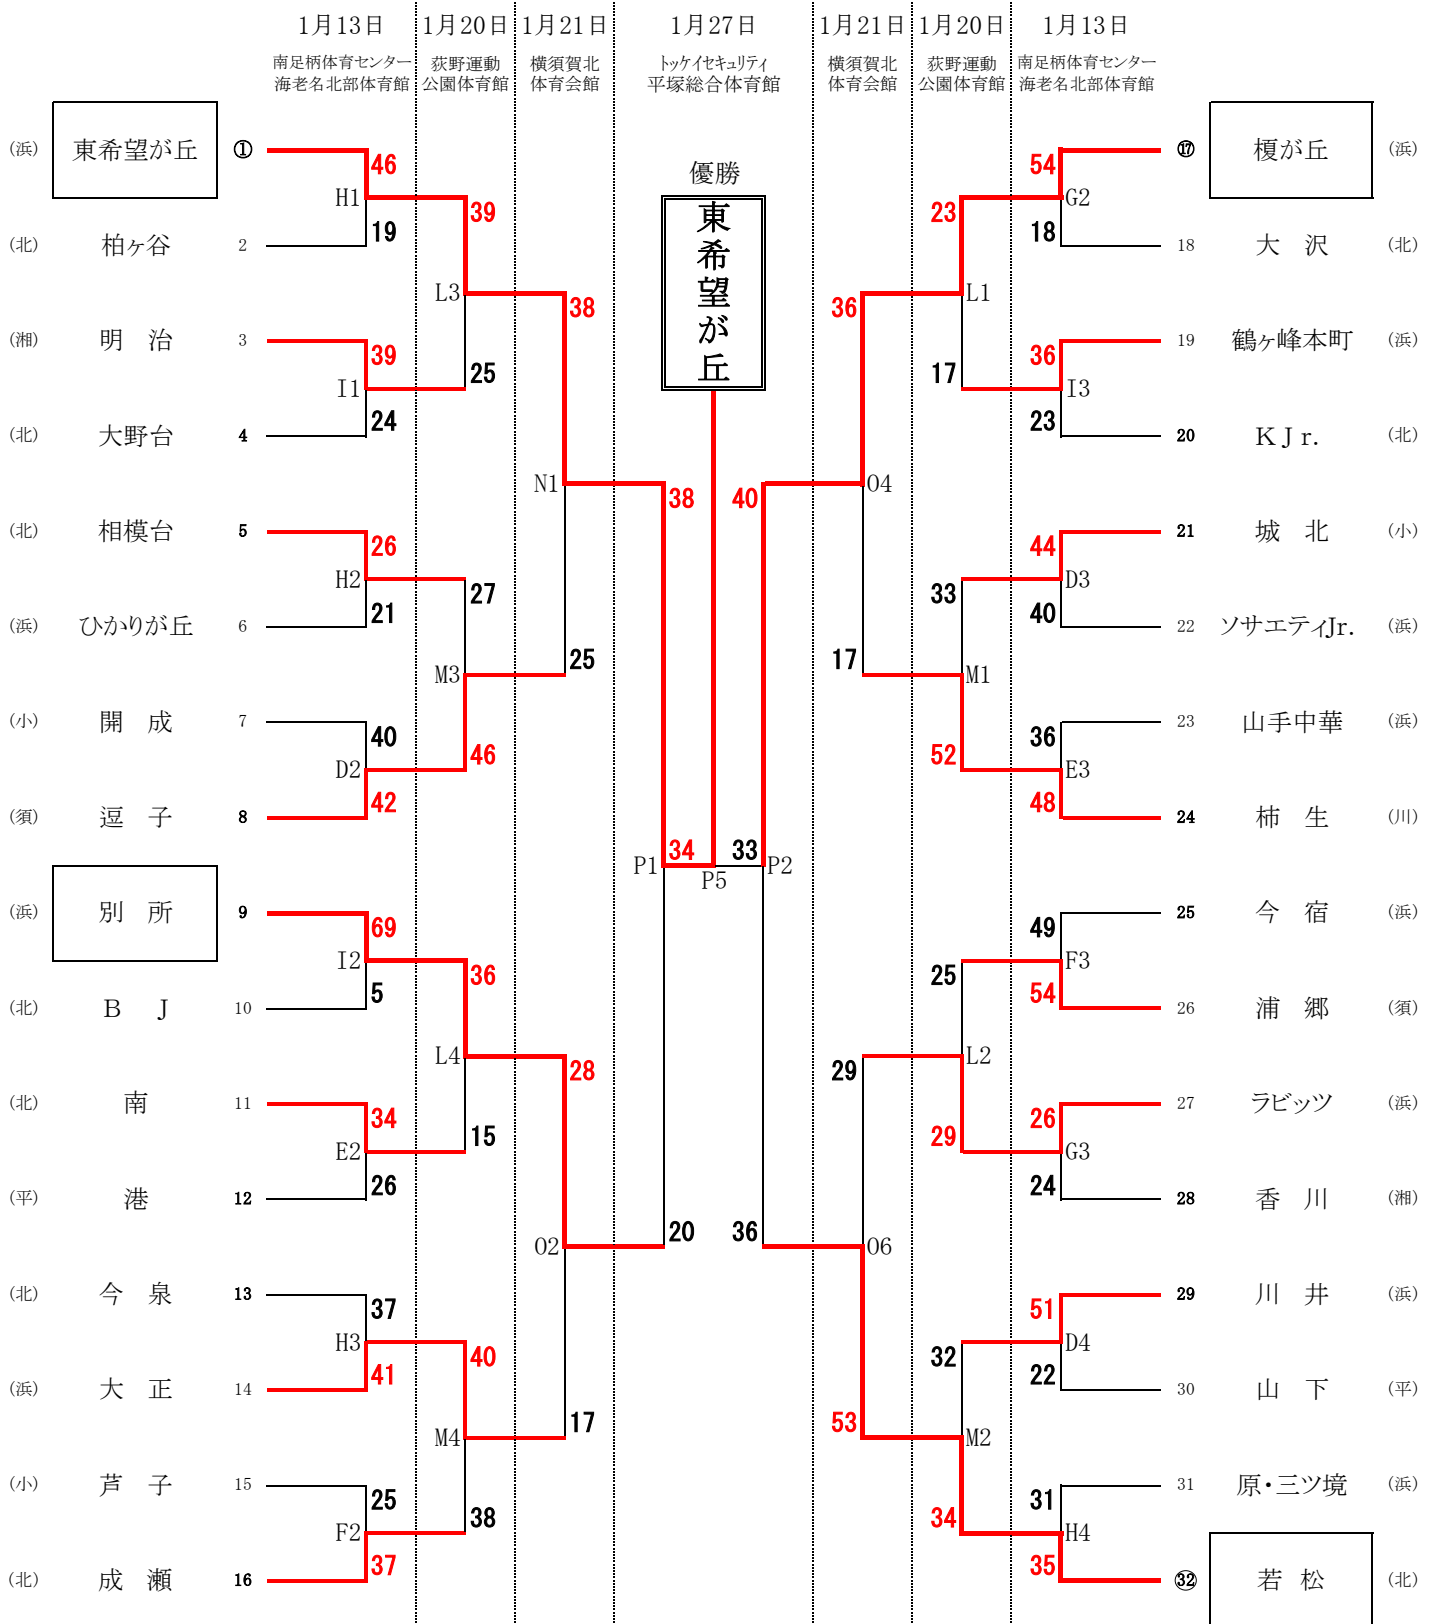 1月13日 1月20日 1月21日 1月27日 1月21日 1月20日 1月13日
南足柄体育センター 荻野運動 横須賀北 トッケイセキュリティ 横須賀北 荻野運動 南足柄体育センター
海老名北部体育館 公園体育館 体育会館 平塚総合体育館 体育会館 公園体育館 海老名北部体育館
(浜) 東希望が丘 ① 46 54 ⑰ 榎が丘 (浜)
優勝
東希望が丘
H1 39 23 G2
(北) 柏ヶ谷 2 19 18 18 大 沢 (北)
L3 38 36 L1
(湘) 明 治 3 39 36 19 鶴ヶ峰本町 (浜)
I1 25 17 I3
(北) 大野台 4 24 23 20 KJr. (北)
N1 38 40 O4
(北) 相模台 5 26 44 21 城 北 (小)
H2 27 33 D3
(浜) ひかりが丘 6 21 40 22 ソサエティJr. (浜)
M3 25 17 M1
(小) 開 成 7 40 36 23 山手中華 (浜)
D2 46 52 E3
(須) 逗 子 8 42 48 24 柿 生 (川)
P1 34 P5 33 P2
(浜) 別 所 9 69 49 25 今 宿 (浜)
I2 36 25 F3
(北) B J 10 5 54 26 浦 郷 (須)
L4 28 29 L2
(北) 南 11 34 26 27 ラビッツ (浜)
E2 15 29 G3
(平) 港 12 26 24 28 香 川 (湘)
O2 20 36 O6
(北) 今 泉 13 37 51 29 川 井 (浜)
H3 40 32 D4
(浜) 大 正 14 41 22 30 山 下 (平)
M4 17 53 M2
(小) 芦 子 15 25 31 31 原・三ツ境 (浜)
F2 38 34 H4
(北) 成 瀬 16 37 35 ㉜ 若 松 (北)